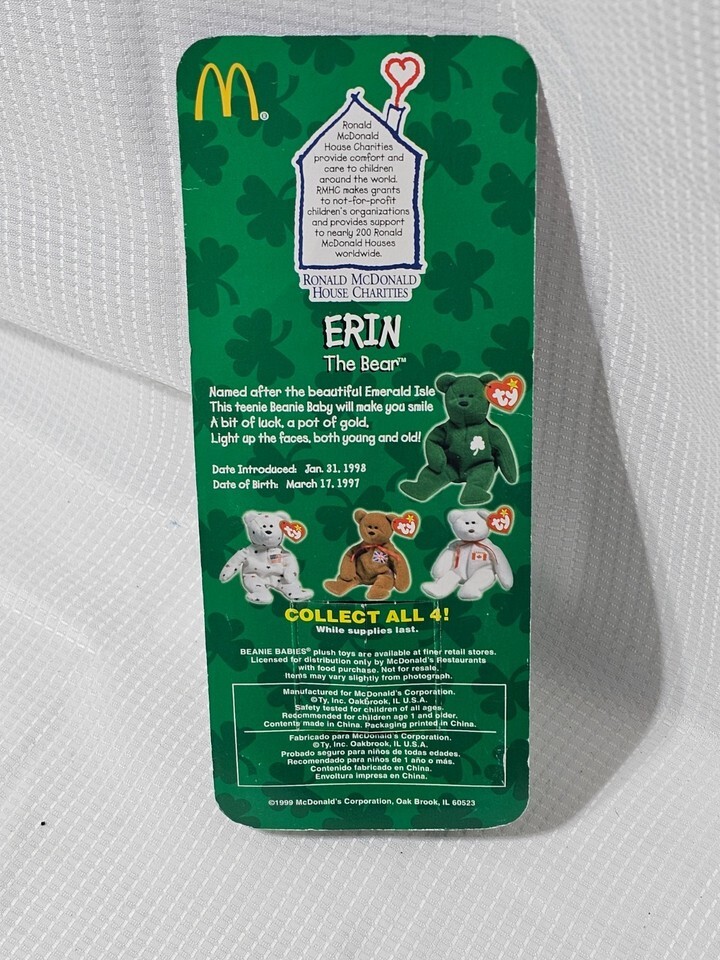 Ronald
McDonald
House Charities
provide comfort and
care to children
around the world.
RMHC makes grants
to not-for-profit
children's organizations
and provides support
to nearly 200 Ronald
McDonald Houses
worldwide.
RONALD MCDONALD
HOUSE CHARITIES
ERIN
The Bear™
Named after the beautiful Emerald Isle
This teenie Beanie Baby will make you smile
A bit of luck, a pot of gold,
Light up the faces, both young and old!
ty
Date Introduced: Jan. 31, 1998
Date of Birth: March 17, 1997
ty
ty
ty
COLLECT ALL 4!
While supplies last.
BEANIE BABIES® plush toys are available at finer retail stores.
Licensed for distribution only by McDonald's Restaurants
with food purchase. Not for resale.
Items may vary slightly from photograph.
Manufactured for McDonald's Corporation.
©Ty, Inc. Oakbrook, IL U.S.A.
Safety tested for children of all ages.
Recommended for children age 1 and older.
Contents made in China. Packaging printed in China.
Fabricado para McDonald's Corporation.
©Ty, Inc. Oakbrook, IL U.S.A.
Probado seguro para niños de todas edades.
Recomendado para niños de 1 año o más.
Contenido fabricado en China.
Envoltura impresa en China.
©1999 McDonald's Corporation, Oak Brook, IL 60523